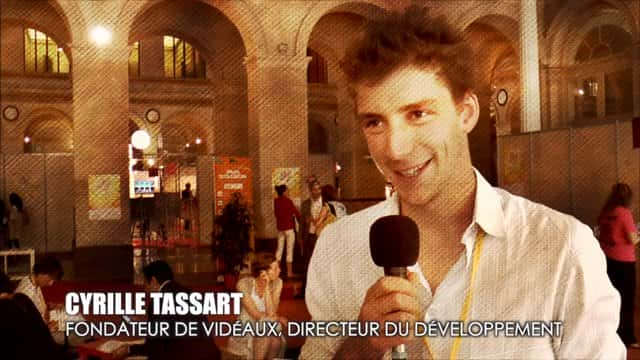 CYRILLE TASSART
FONDATEUR DE VIDÉAUX, DIRECTEUR DU DÉVELOPPEMENT